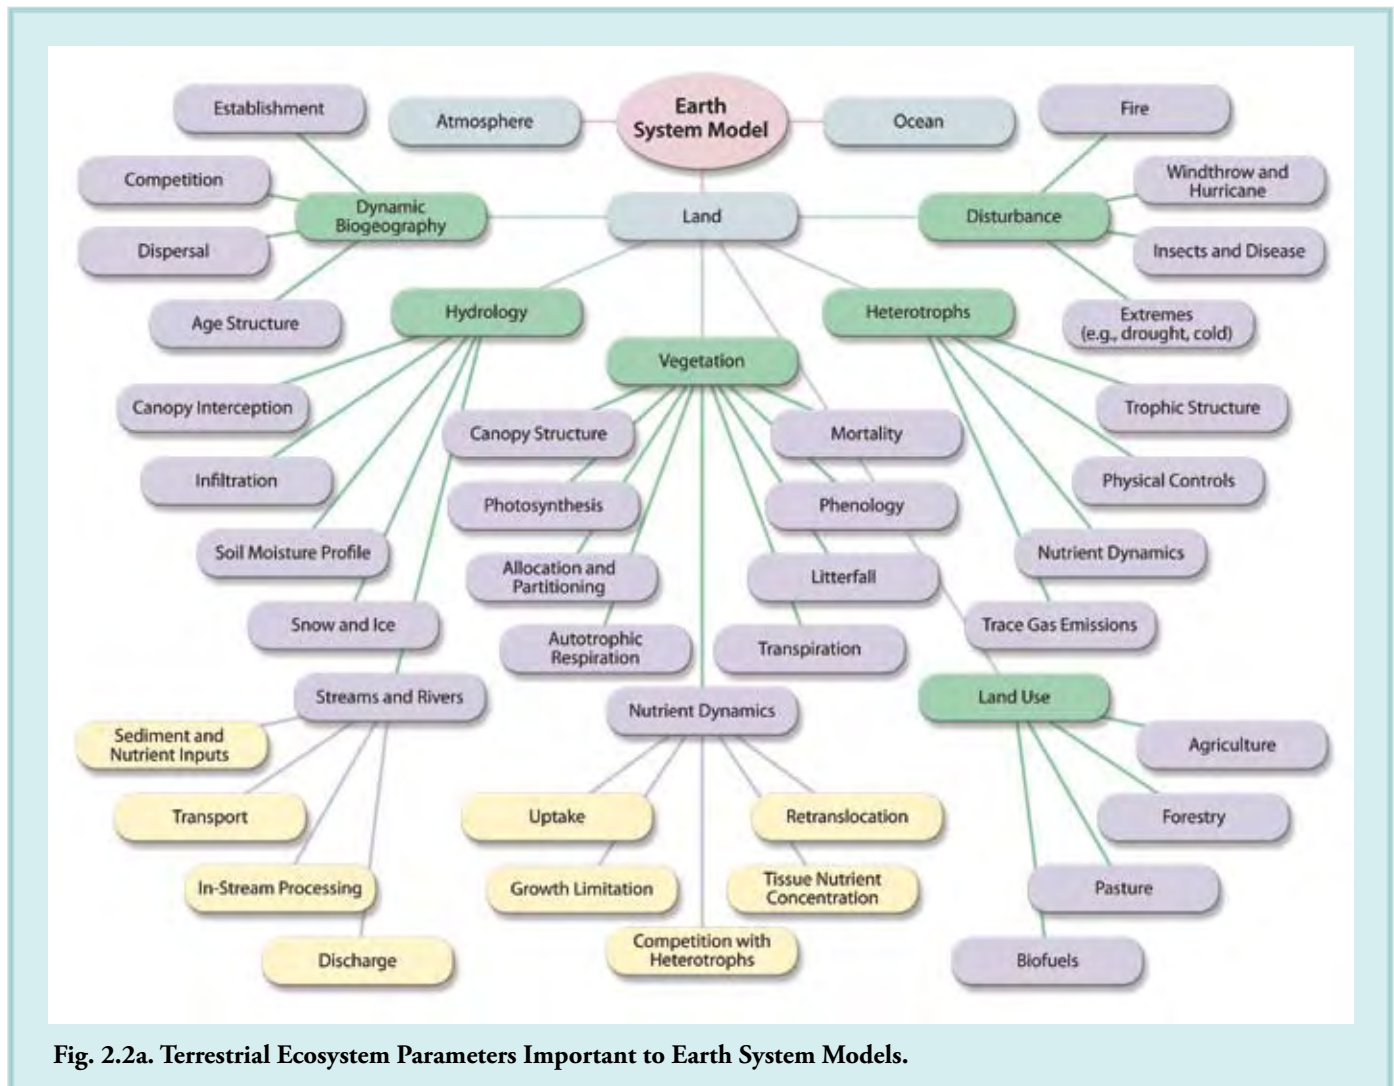 Earth
System Model
Atmosphere
Ocean
Establishment
Fire
Competition
Windthrow and
Hurricane
Dynamic
Biogeography
Land
Disturbance
Dispersal
Insects and Disease
Age Structure
Hydrology
Heterotrophs
Extremes
(e.g., drought, cold)
Vegetation
Canopy Interception
Canopy Structure
Mortality
Trophic Structure
Infiltration
Photosynthesis
Phenology
Physical Controls
Soil Moisture Profile
Allocation and
Partitioning
Litterfall
Nutrient Dynamics
Snow and Ice
Autotrophic
Respiration
Transpiration
Trace Gas Emissions
Streams and Rivers
Nutrient Dynamics
Land Use
Sediment and
Nutrient Inputs
Agriculture
Transport
Uptake
Retranslocation
Forestry
In-Stream Processing
Growth Limitation
Tissue Nutrient
Concentration
Pasture
Discharge
Competition with
Heterotrophs
Biofuels
Fig. 2.2a. Terrestrial Ecosystem Parameters Important to Earth System Models.